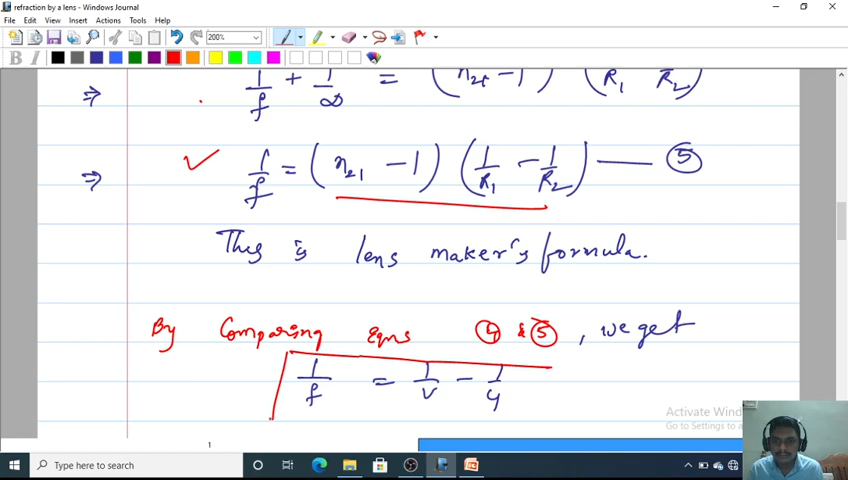 refraction by a lens - Windows Journal
File Edit View Insert Actions Tools Help
200%
B I
⇒ 1/f + 1/∞ = (n21 - 1) (1/R1 1/R2)
⇒ 1/f = (n21 - 1) (1/R1 - 1/R2) —— ⑤
This is lens maker's formula.
By Comparing Eqns ④ & ⑤, we get
1/f = 1/v - 1/u
Activate Wind
Go to Settings to a
1
Type here to search